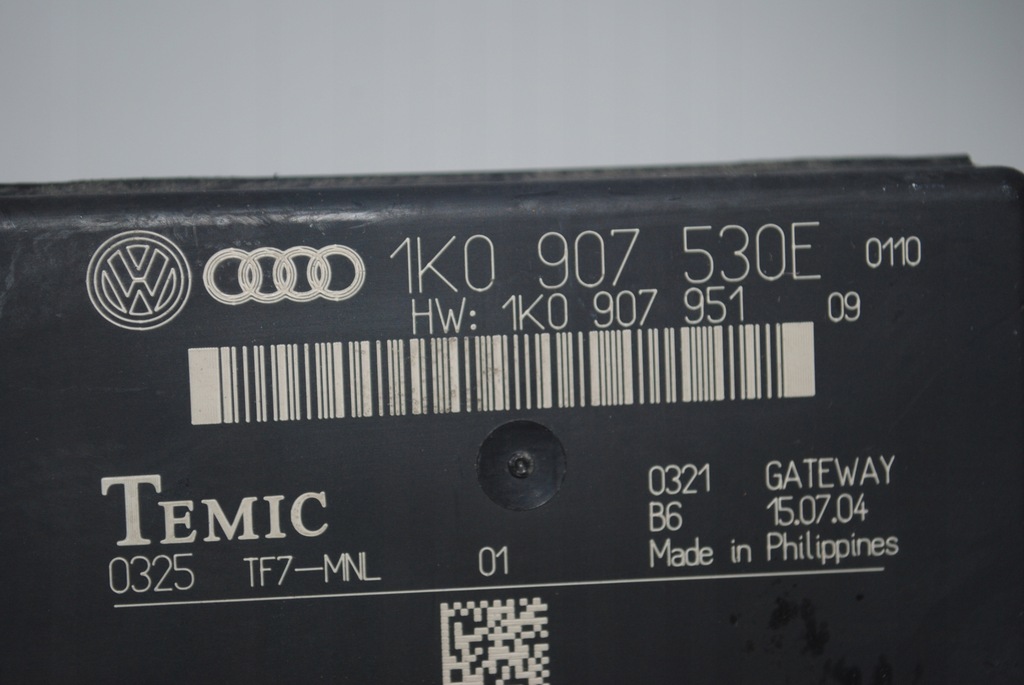 1K0 907 530E 0110
HW: 1K0 907 951 09
TEMIC
0321 GATEWAY
B6 15.07.04
0325 TF7-MNL 01 Made in Philippines